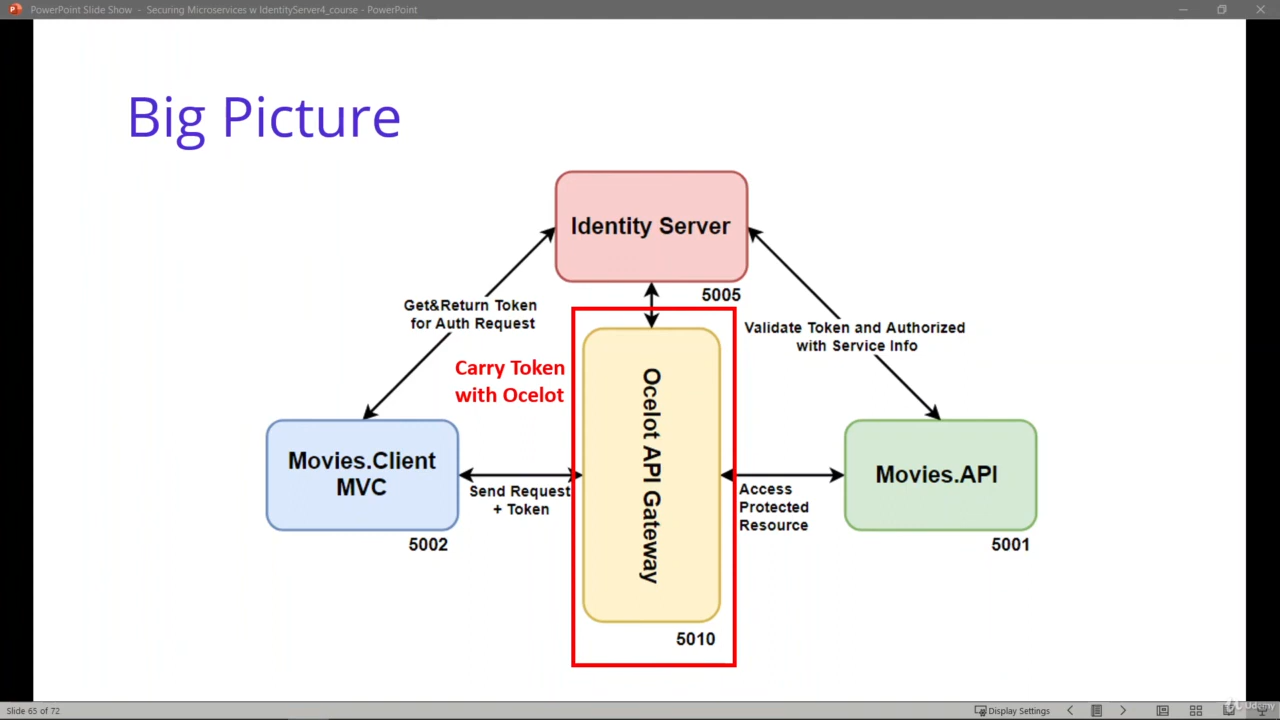 PowerPoint Slide Show - Securing Microservices w IdentityServer4_course - PowerPoint
Big Picture
Identity Server
5005
Get&Return Token
for Auth Request
Validate Token and Authorized
with Service Info
Carry Token
with Ocelot
Ocelot API Gateway
Movies.Client
MVC
5002
Send Request
+ Token
Access
Protected
Resource
Movies.API
5001
5010
Slide 65 of 72
Display Settings
Udemy